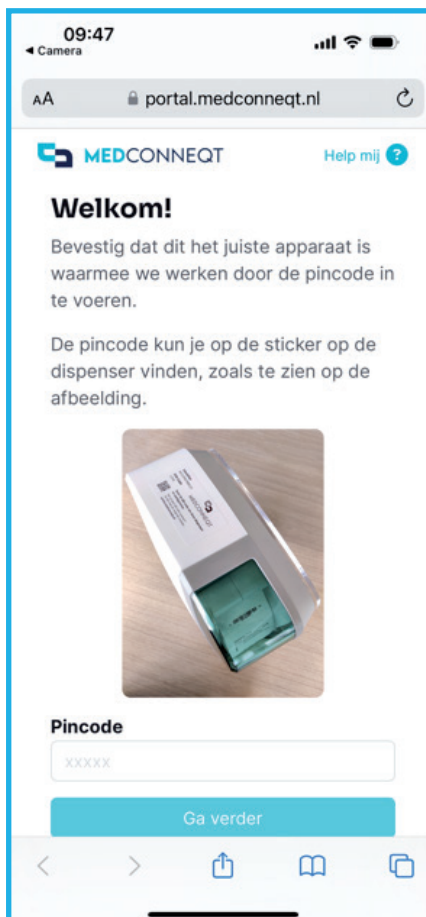 09:47
◀ Camera
AA portal.medconneqt.nl
MEDCONNEQT Help mij ?
Welkom!
Bevestig dat dit het juiste apparaat is
waarmee we werken door de pincode in
te voeren.
De pincode kun je op de sticker op de
dispenser vinden, zoals te zien op de
afbeelding.
MEDCONNEQT
Pincode
xxxxx
Ga verder